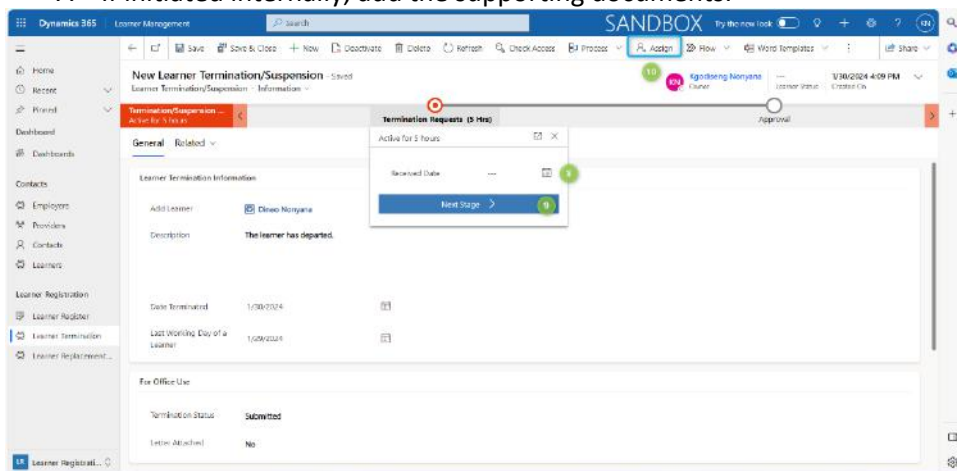 If initiated internally, add the supporting documents.
Dynamics 365 Learner Management Search SANDBOX Try the new look KN
Save Save & Close New Deactivate Delete Refresh Check Access Process Assign Flow Word Templates Share
Home
Recent
Pinned
Dashboard
Dashboards
Contacts
Employers
Providers
Contacts
Learners
Learner Registration
Learner Register
Learner Termination
Learner Replacement...
LR Learner Registrati...
New Learner Termination/Suspension - Saved
Learner Termination/Suspension · Information
10
KN Kgodiseng Nonyana
Owner
---
Learner Status
1/30/2024 4:09 PM
Created On
Termination/Suspension ...
Active for 5 hours
Termination Requests (5 Hrs)
Approval
General Related
Active for 5 hours
Received Date ---
Next Stage
9
Learner Termination Information
Add Learner Dineo Nonyana
Description The learner has departed.
Date Terminated 1/30/2024
Last Working Day of a Learner 1/29/2024
For Office Use
Termination Status Submitted
Letter Attached No